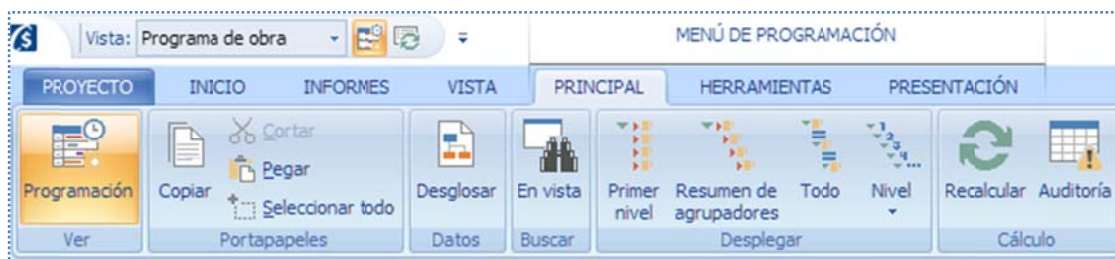 Vista: Programa de obra
MENÚ DE PROGRAMACIÓN
PROYECTO INICIO INFORMES VISTA PRINCIPAL HERRAMIENTAS PRESENTACIÓN
Programación
Ver
Copiar
Cortar
Pegar
Seleccionar todo
Portapapeles
Desglosar
Datos
En vista
Buscar
Primer nivel
Resumen de agrupadores
Todo
Nivel
Desplegar
Recalcular
Auditoría
Cálculo